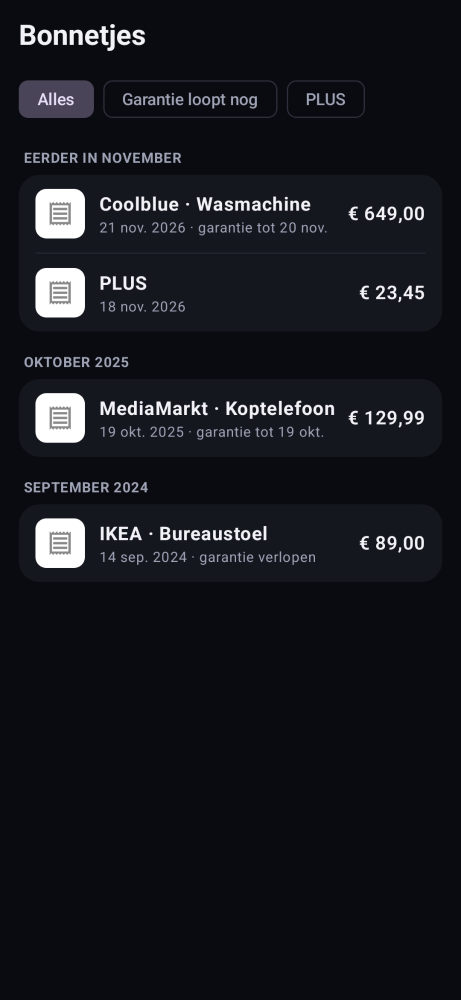 Bonnetjes
Alles
Garantie loopt nog
PLUS
EERDER IN NOVEMBER
Coolblue · Wasmachine
€ 649,00
21 nov. 2026 · garantie tot 20 nov.
PLUS
€ 23,45
18 nov. 2026
OKTOBER 2025
MediaMarkt · Koptelefoon
€ 129,99
19 okt. 2025 · garantie tot 19 okt.
SEPTEMBER 2024
IKEA · Bureaustoel
€ 89,00
14 sep. 2024 · garantie verlopen